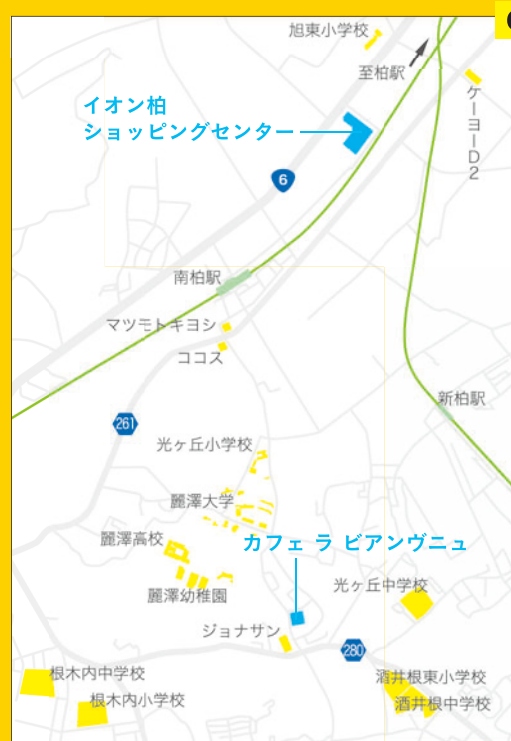 旭東小学校
至柏駅
ケーヨーD2
イオン柏
ショッピングセンター
6
南柏駅
マツモトキヨシ
ココス
新柏駅
261
光ヶ丘小学校
麗澤大学
麗澤高校
カフェ ラ ビアンヴニュ
麗澤幼稚園
光ヶ丘中学校
ジョナサン
280
根木内中学校
酒井根東小学校
根木内小学校
酒井根中学校